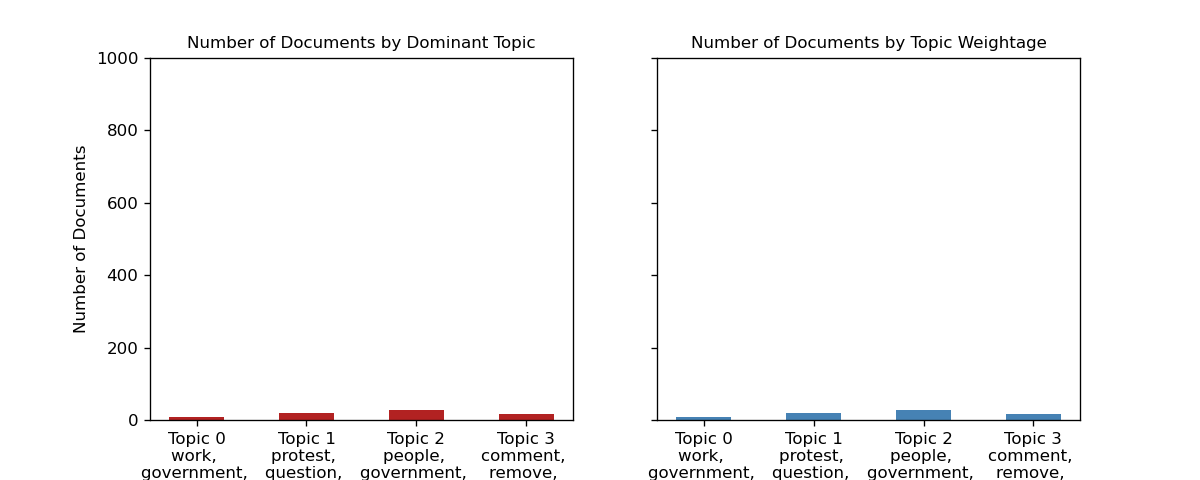 Number of Documents by Dominant Topic
Number of Documents
1000
800
600
400
200
0
Topic 0
work,
government,
Topic 1
protest,
question,
Topic 2
people,
government,
Topic 3
comment,
remove,
Number of Documents by Topic Weightage
Topic 0
work,
government,
Topic 1
protest,
question,
Topic 2
people,
government,
Topic 3
comment,
remove,